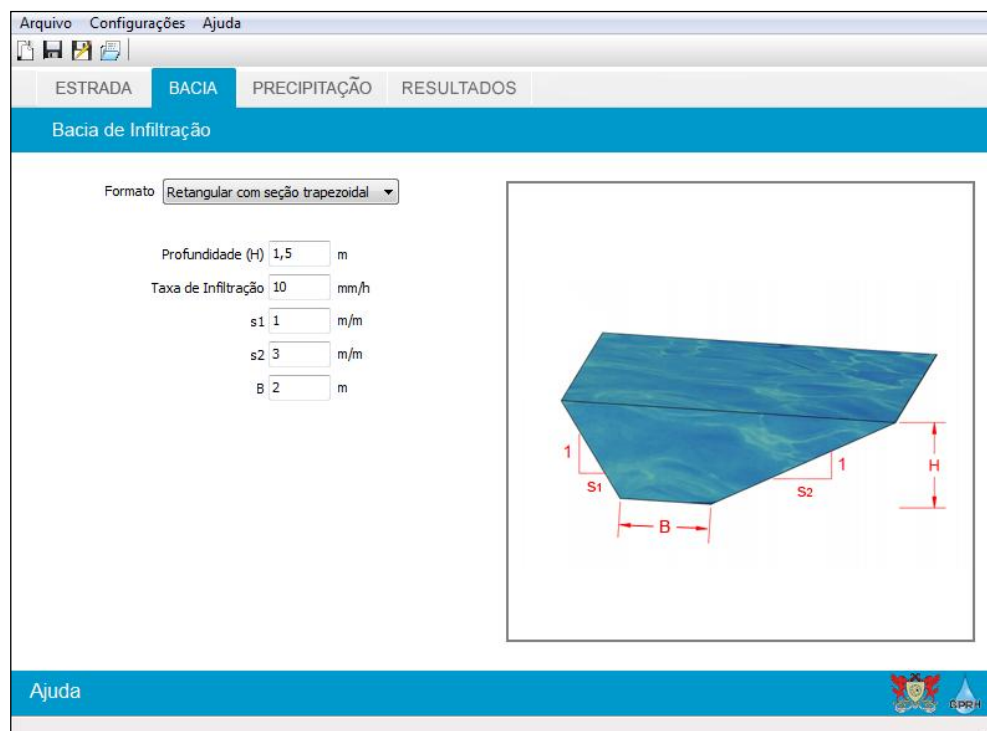 Arquivo Configurações Ajuda
ESTRADA BACIA PRECIPITAÇÃO RESULTADOS
Bacia de Infiltração
Formato Retangular com seção trapezoidal
Profundidade (H) 1,5 m
Taxa de Infiltração 10 mm/h
s1 1 m/m
s2 3 m/m
B 2 m
1
S1
B
1
S2
H
Ajuda
GPRH